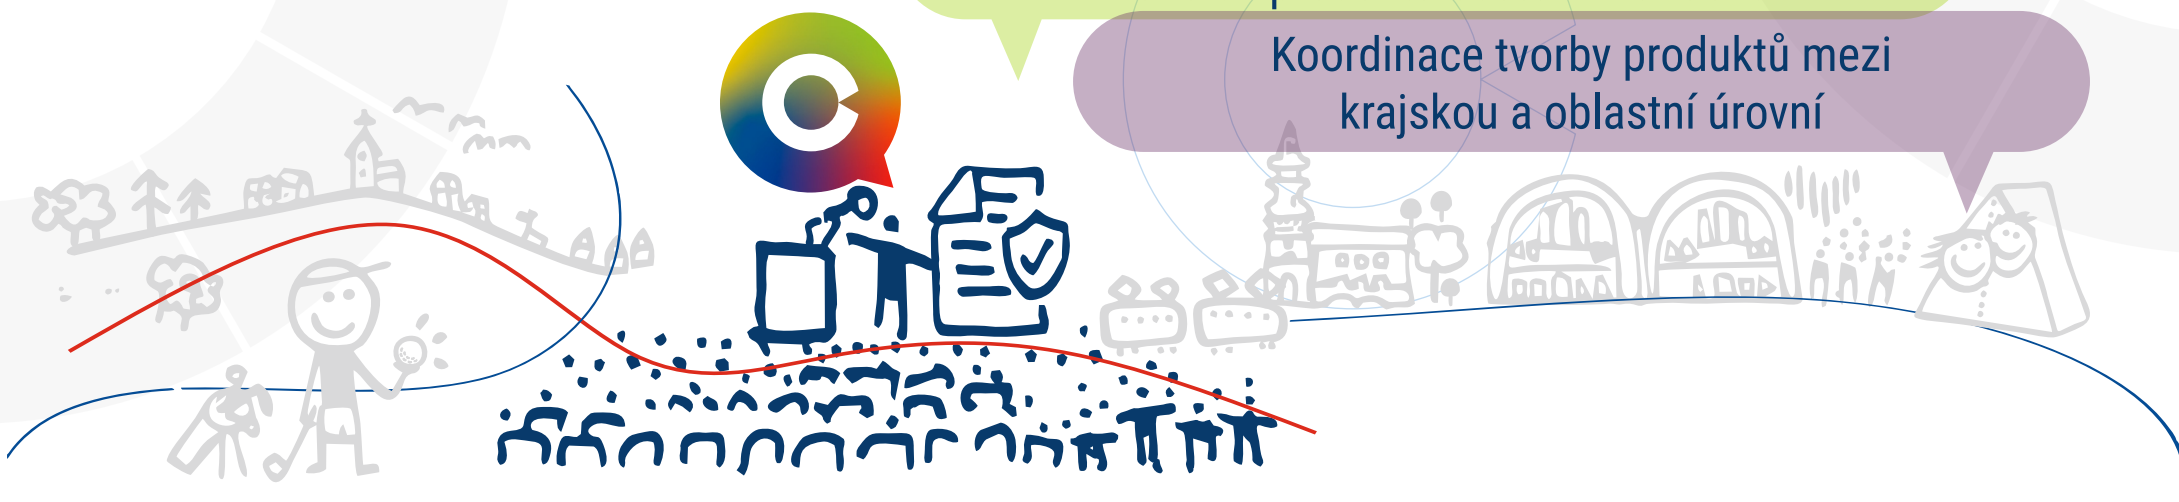 Koordinace tvorby produktů mezi
krajskou a oblastní úrovní